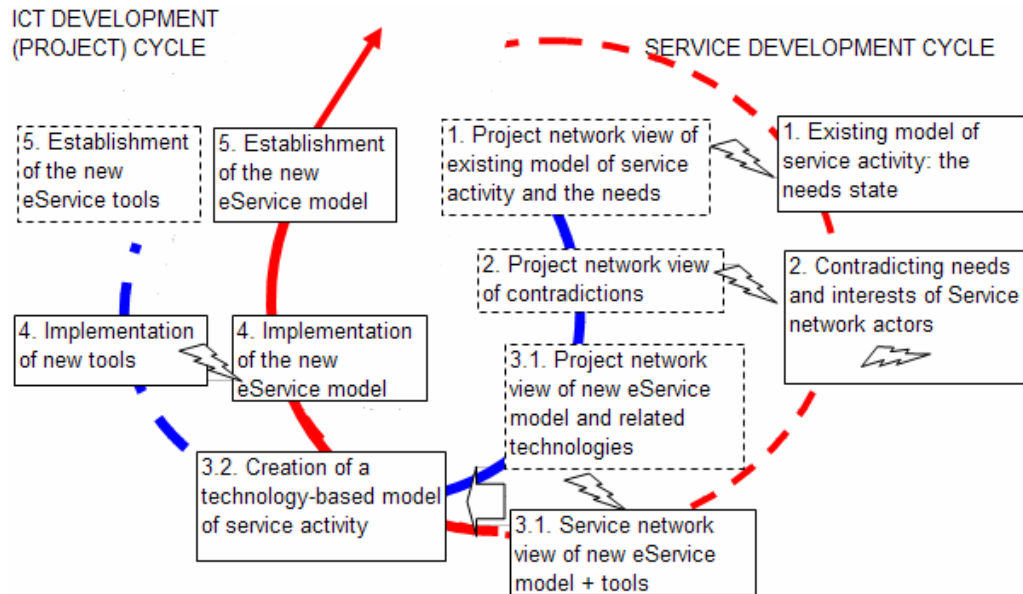 ICT DEVELOPMENT
(PROJECT) CYCLE
SERVICE DEVELOPMENT CYCLE
5. Establishment
of the new
eService tools
5. Establishment
of the new
eService model
1. Project network view of
existing model of service
activity and the needs
1. Existing model of
service activity: the
needs state
2. Project network view
of contradictions
2. Contradicting needs
and interests of Service
network actors
4. Implementation
of new tools
4. Implementation
of the new
eService model
3.1. Project network
view of new eService
model and related
technologies
3.2. Creation of a
technology-based model
of service activity
3.1. Service network
view of new eService
model + tools